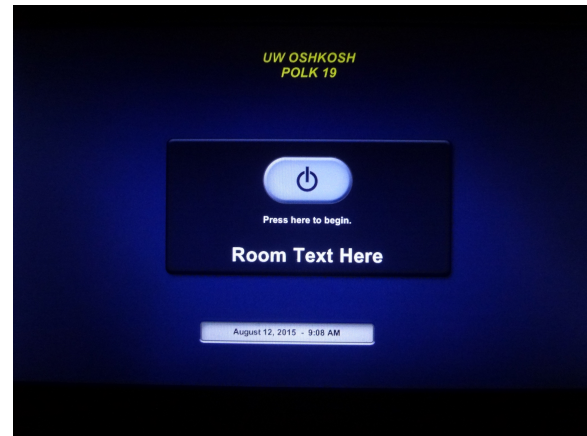 UW OSHKOSH
POLK 19
Press here to begin.
Room Text Here
August 12, 2015 - 9:08 AM